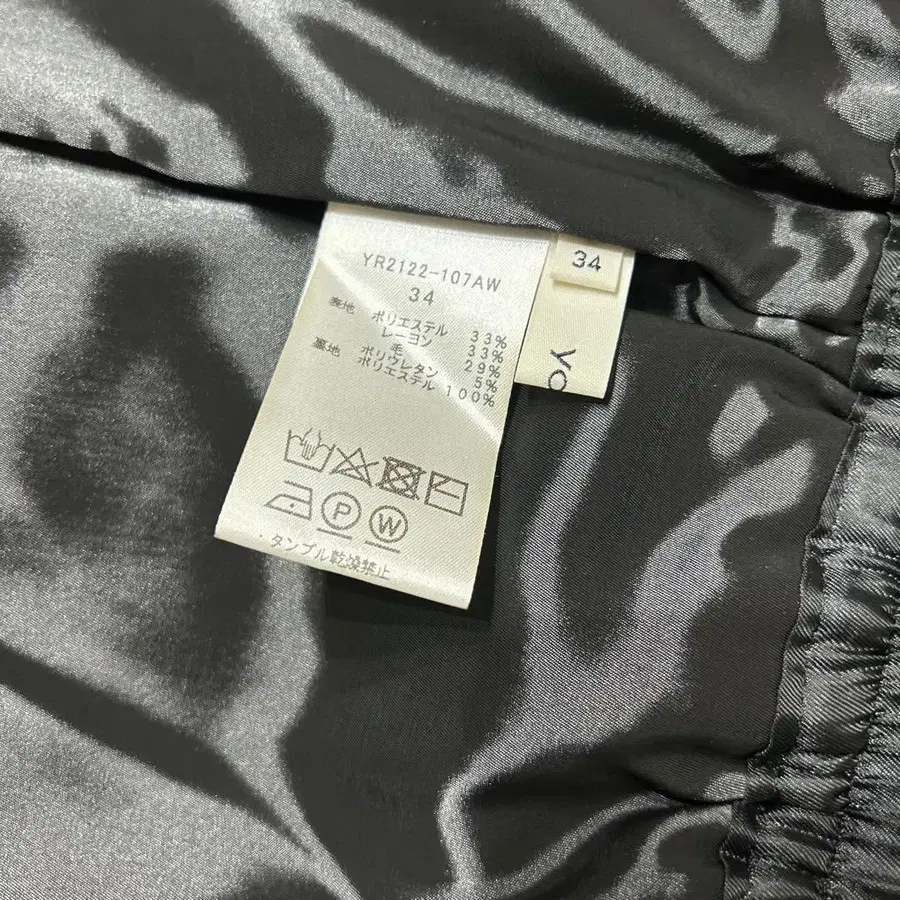 YR2122-107AW
34
表地 ポリエステル 33%
レーヨン 33%
毛 29%
ポリウレタン 5%
裏地 ポリエステル 100%
P W
・タンブル乾燥禁止
34
YO